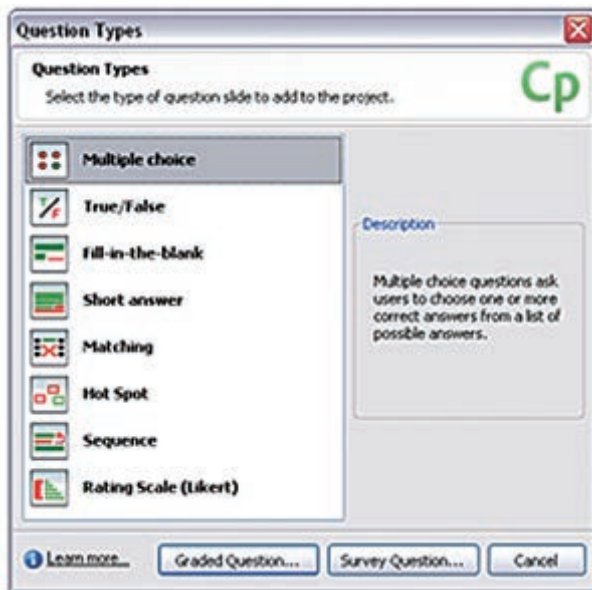 Question Types
Question Types
Select the type of question slide to add to the project.
Cp
Multiple choice
True/False
Fill-in-the-blank
Short answer
Matching
Hot Spot
Sequence
Rating Scale (Likert)
Description
Multiple choice questions ask
users to choose one or more
correct answers from a list of
possible answers.
Learn more...
Graded Question...
Survey Question...
Cancel